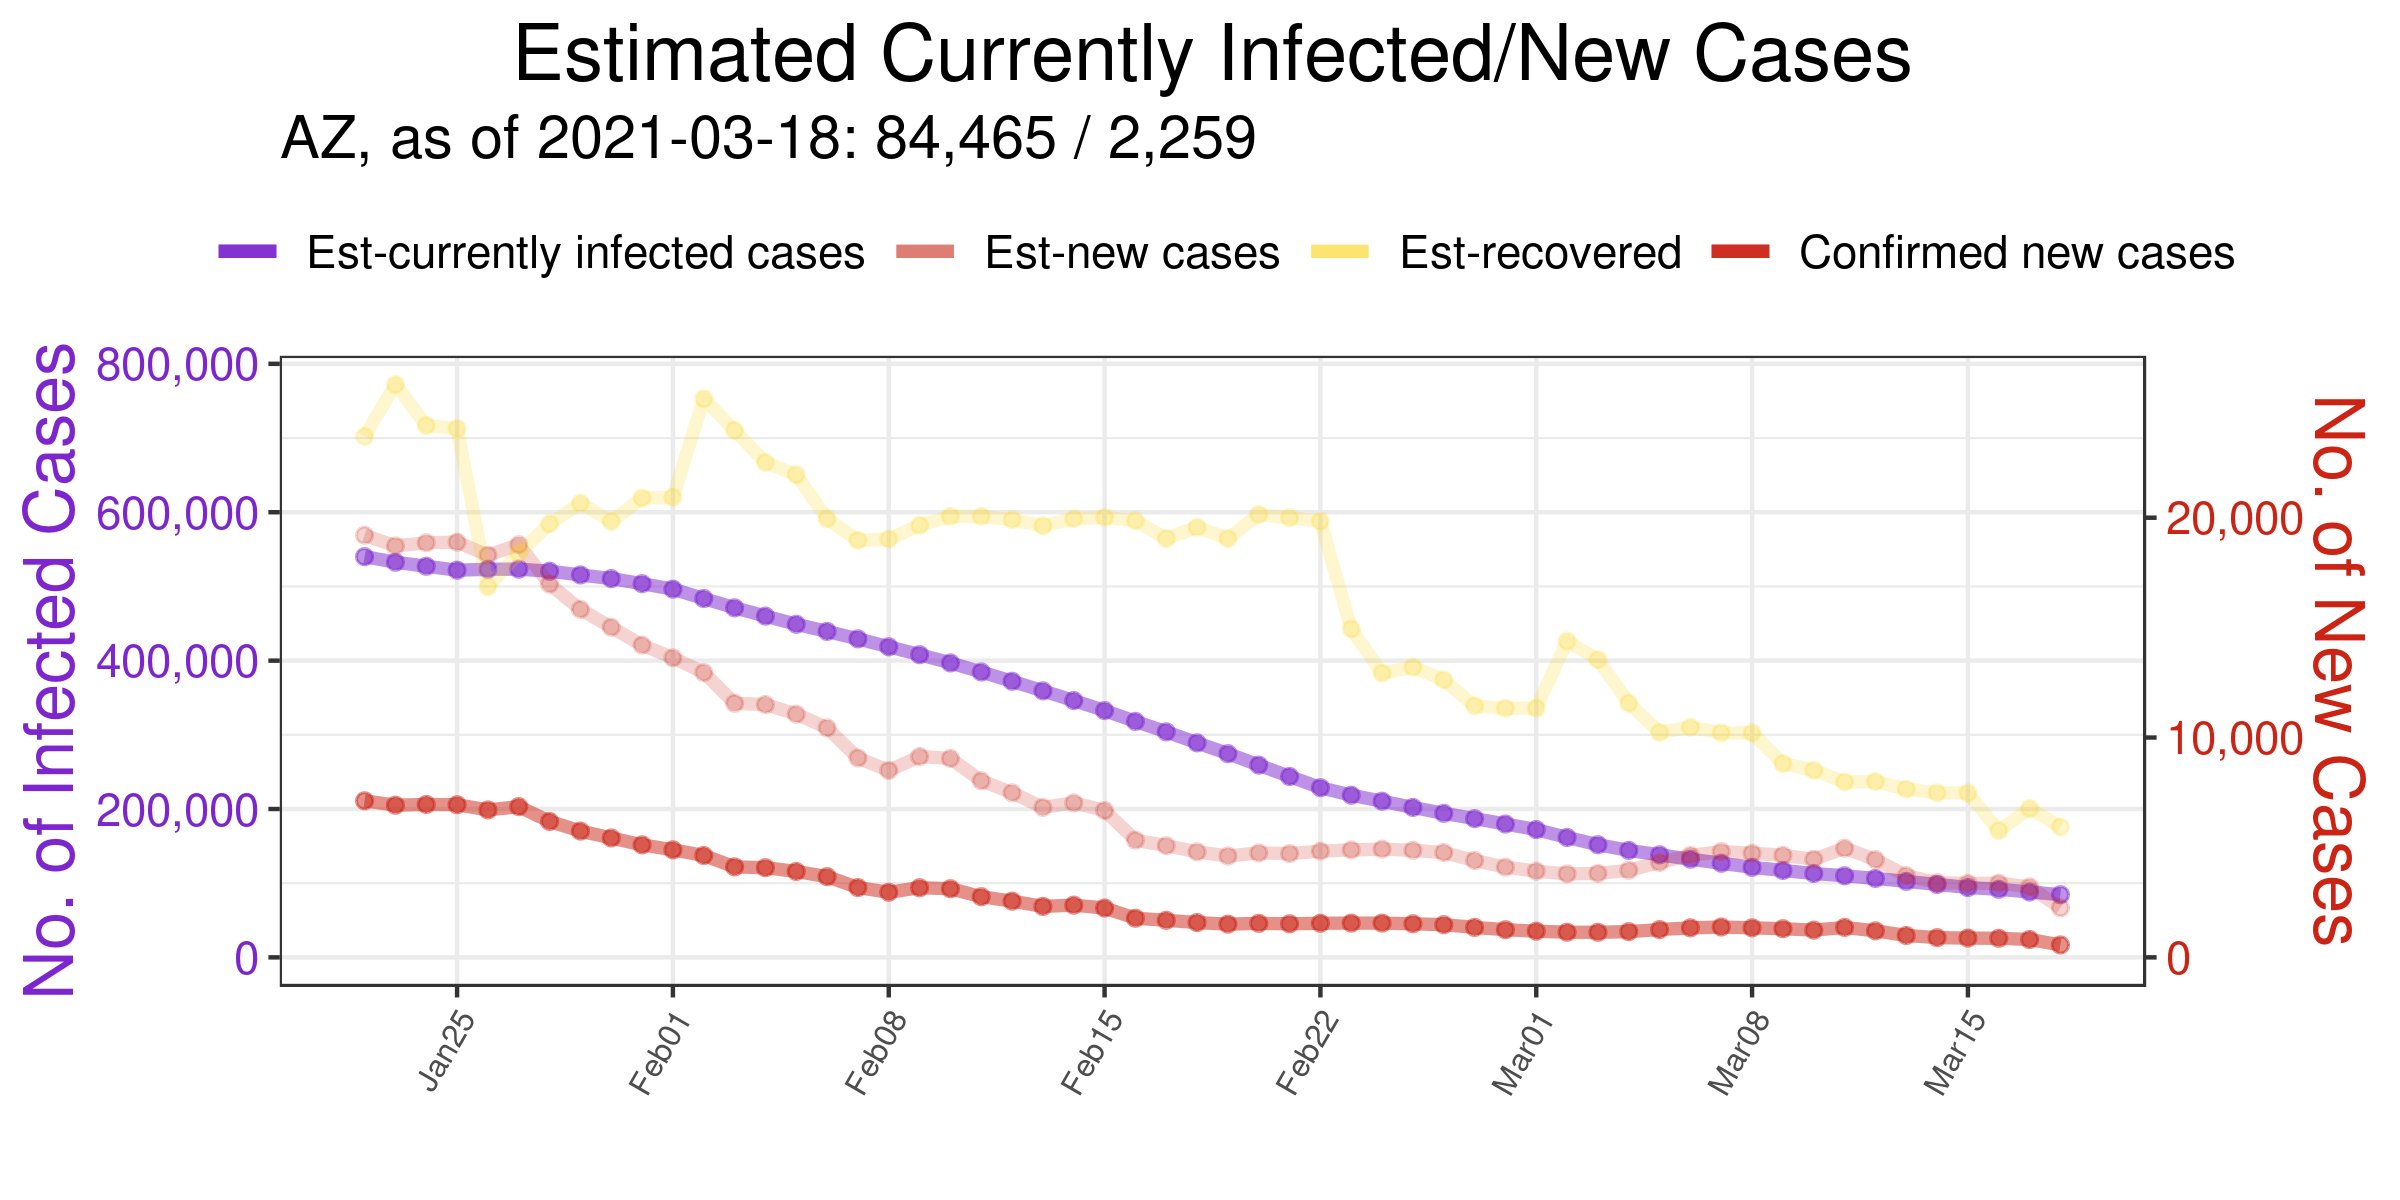 Estimated Currently Infected/New Cases
AZ, as of 2021-03-18: 84,465 / 2,259
Est-currently infected cases Est-new cases Est-recovered Confirmed new cases
No. of Infected Cases
800,000
600,000
400,000
200,000
0
No. of New Cases
20,000
10,000
0
Jan25 Feb01 Feb08 Feb15 Feb22 Mar01 Mar08 Mar15